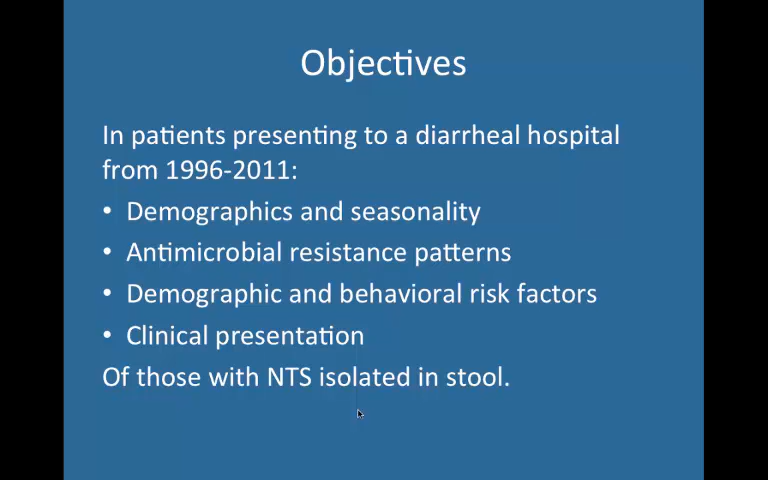 Objectives
In patients presenting to a diarrheal hospital
from 1996-2011:
• Demographics and seasonality
• Antimicrobial resistance patterns
• Demographic and behavioral risk factors
• Clinical presentation
Of those with NTS isolated in stool.